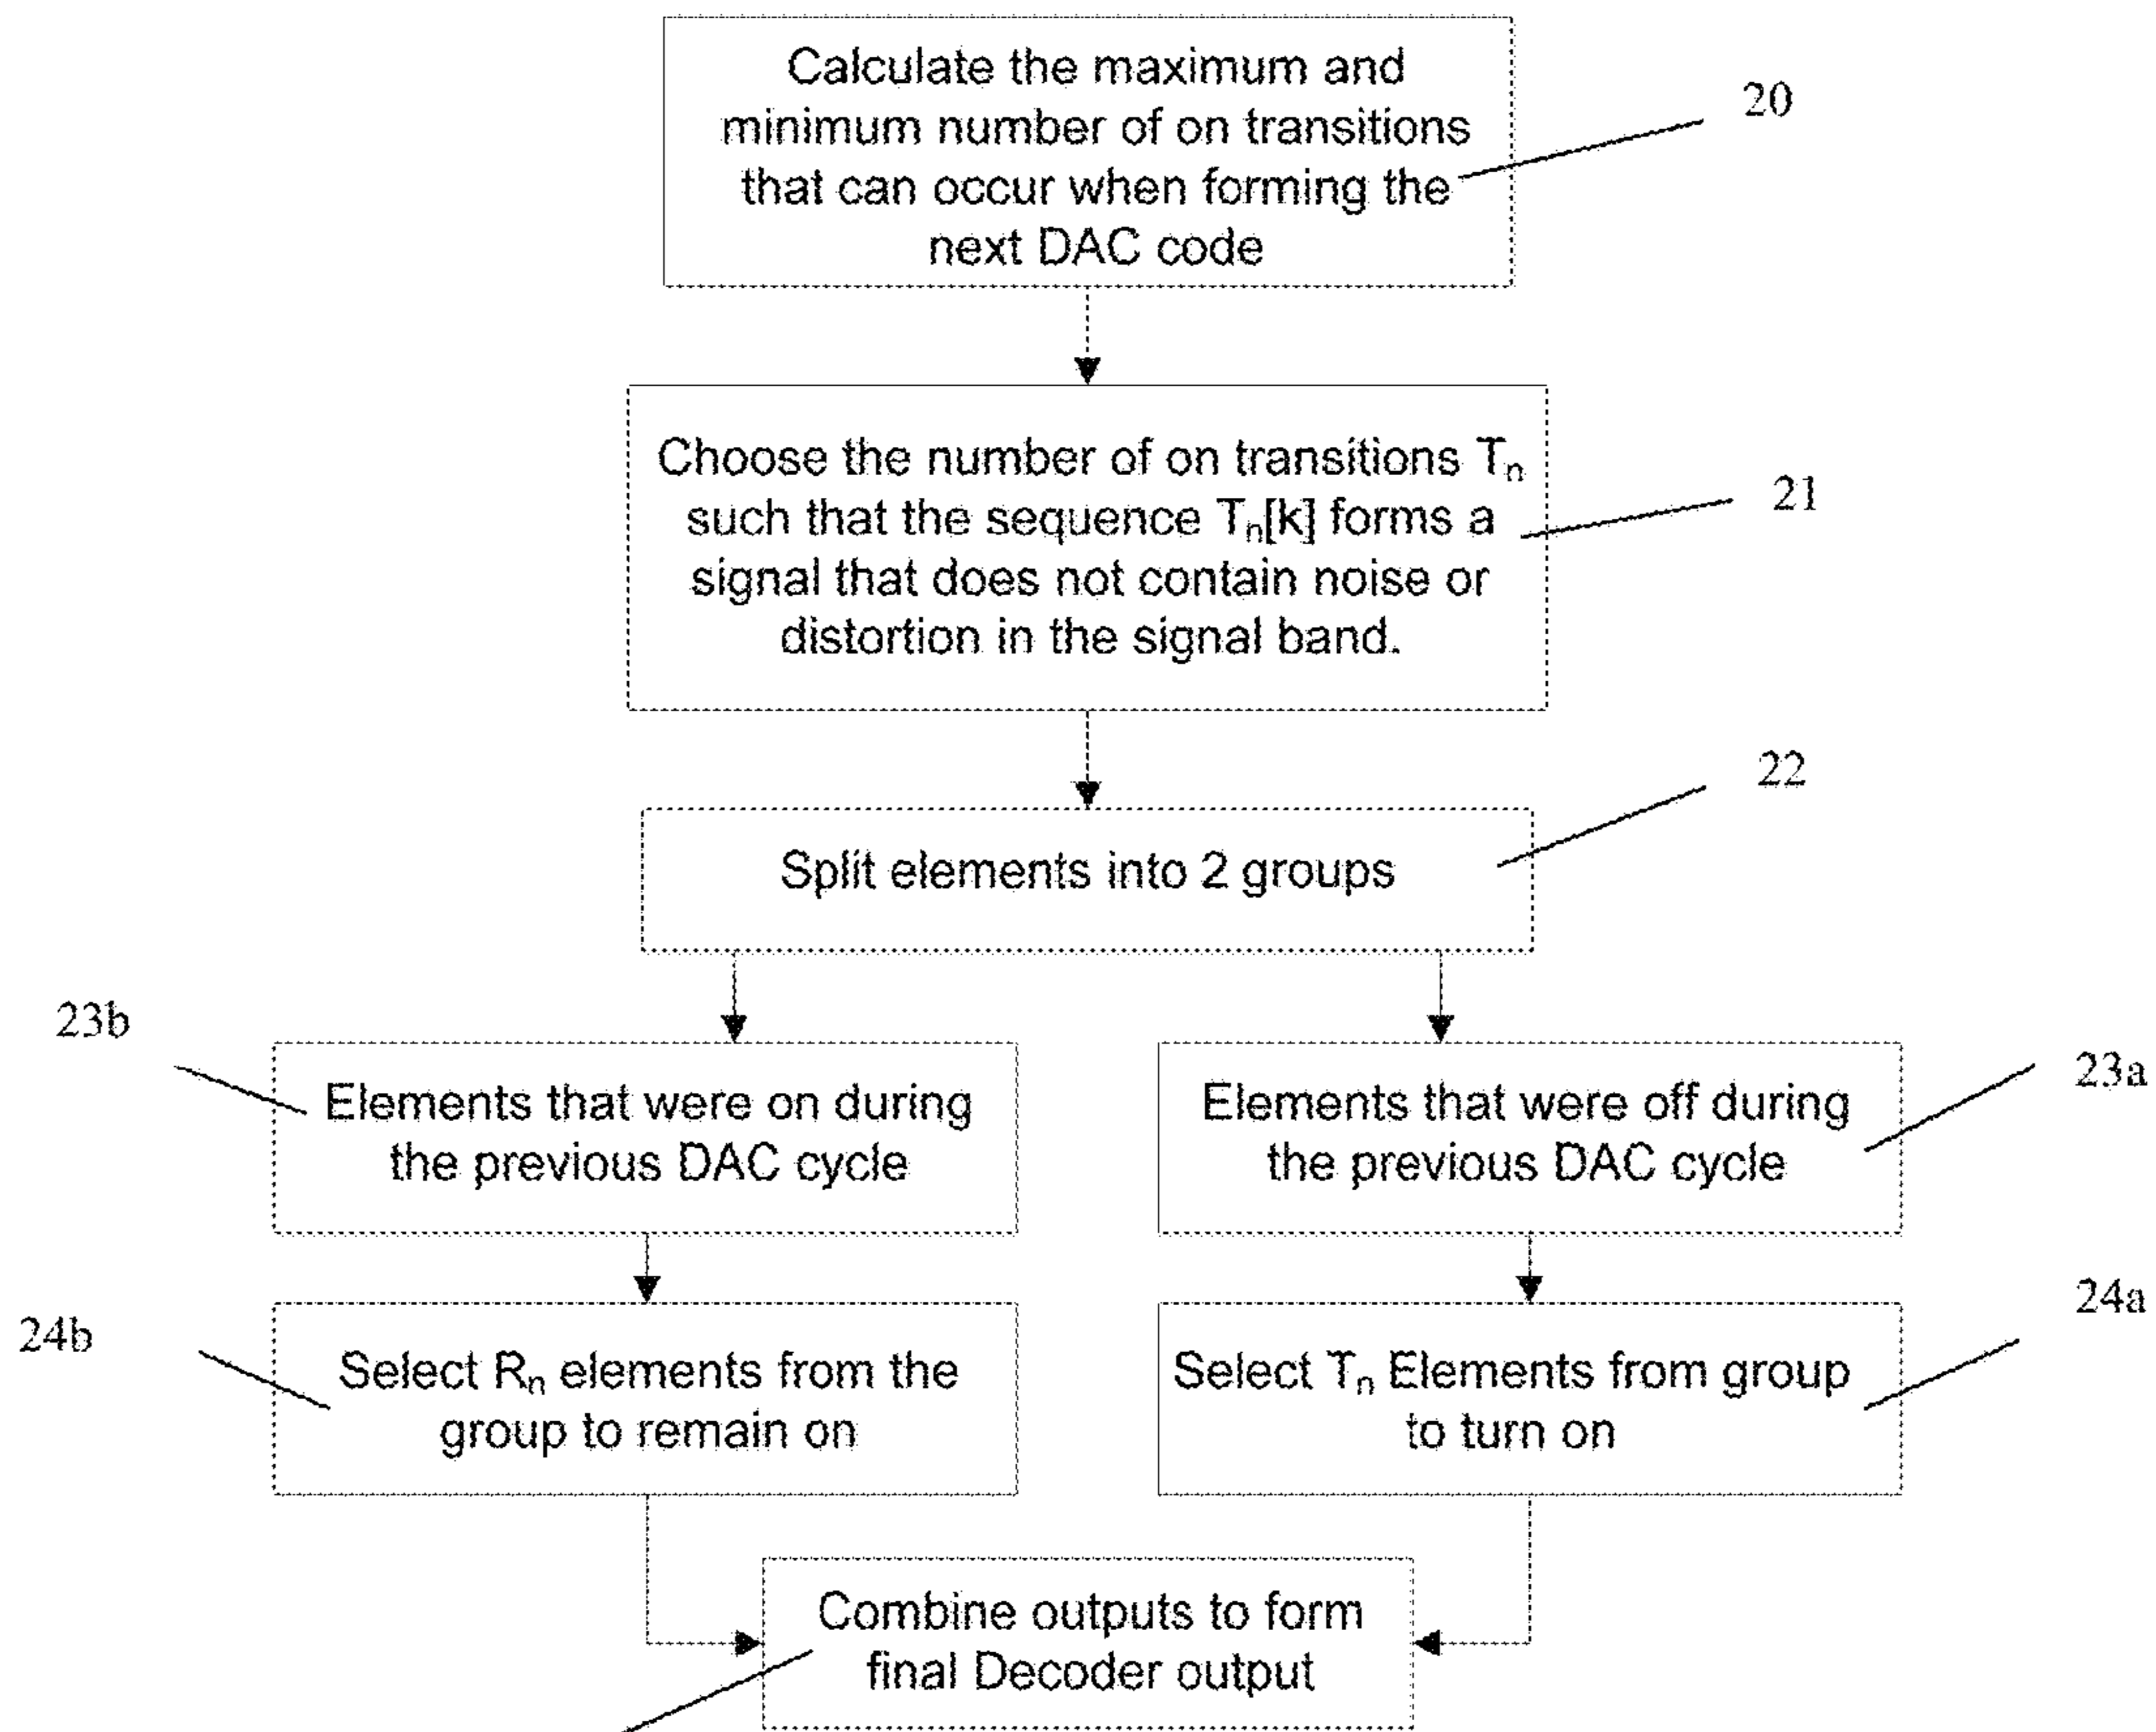 Calculate the maximum and
minimum number of on transitions
that can occur when forming the
next DAC code
20
Choose the number of on transitions Tₙ
such that the sequence Tₙ[k] forms a
signal that does not contain noise or
distortion in the signal band.
21
Split elements into 2 groups
22
23b
Elements that were on during
the previous DAC cycle
Elements that were off during
the previous DAC cycle
23a
24b
Select Rₙ elements from the
group to remain on
Select Tₙ Elements from group
to turn on
24a
Combine outputs to form
final Decoder output